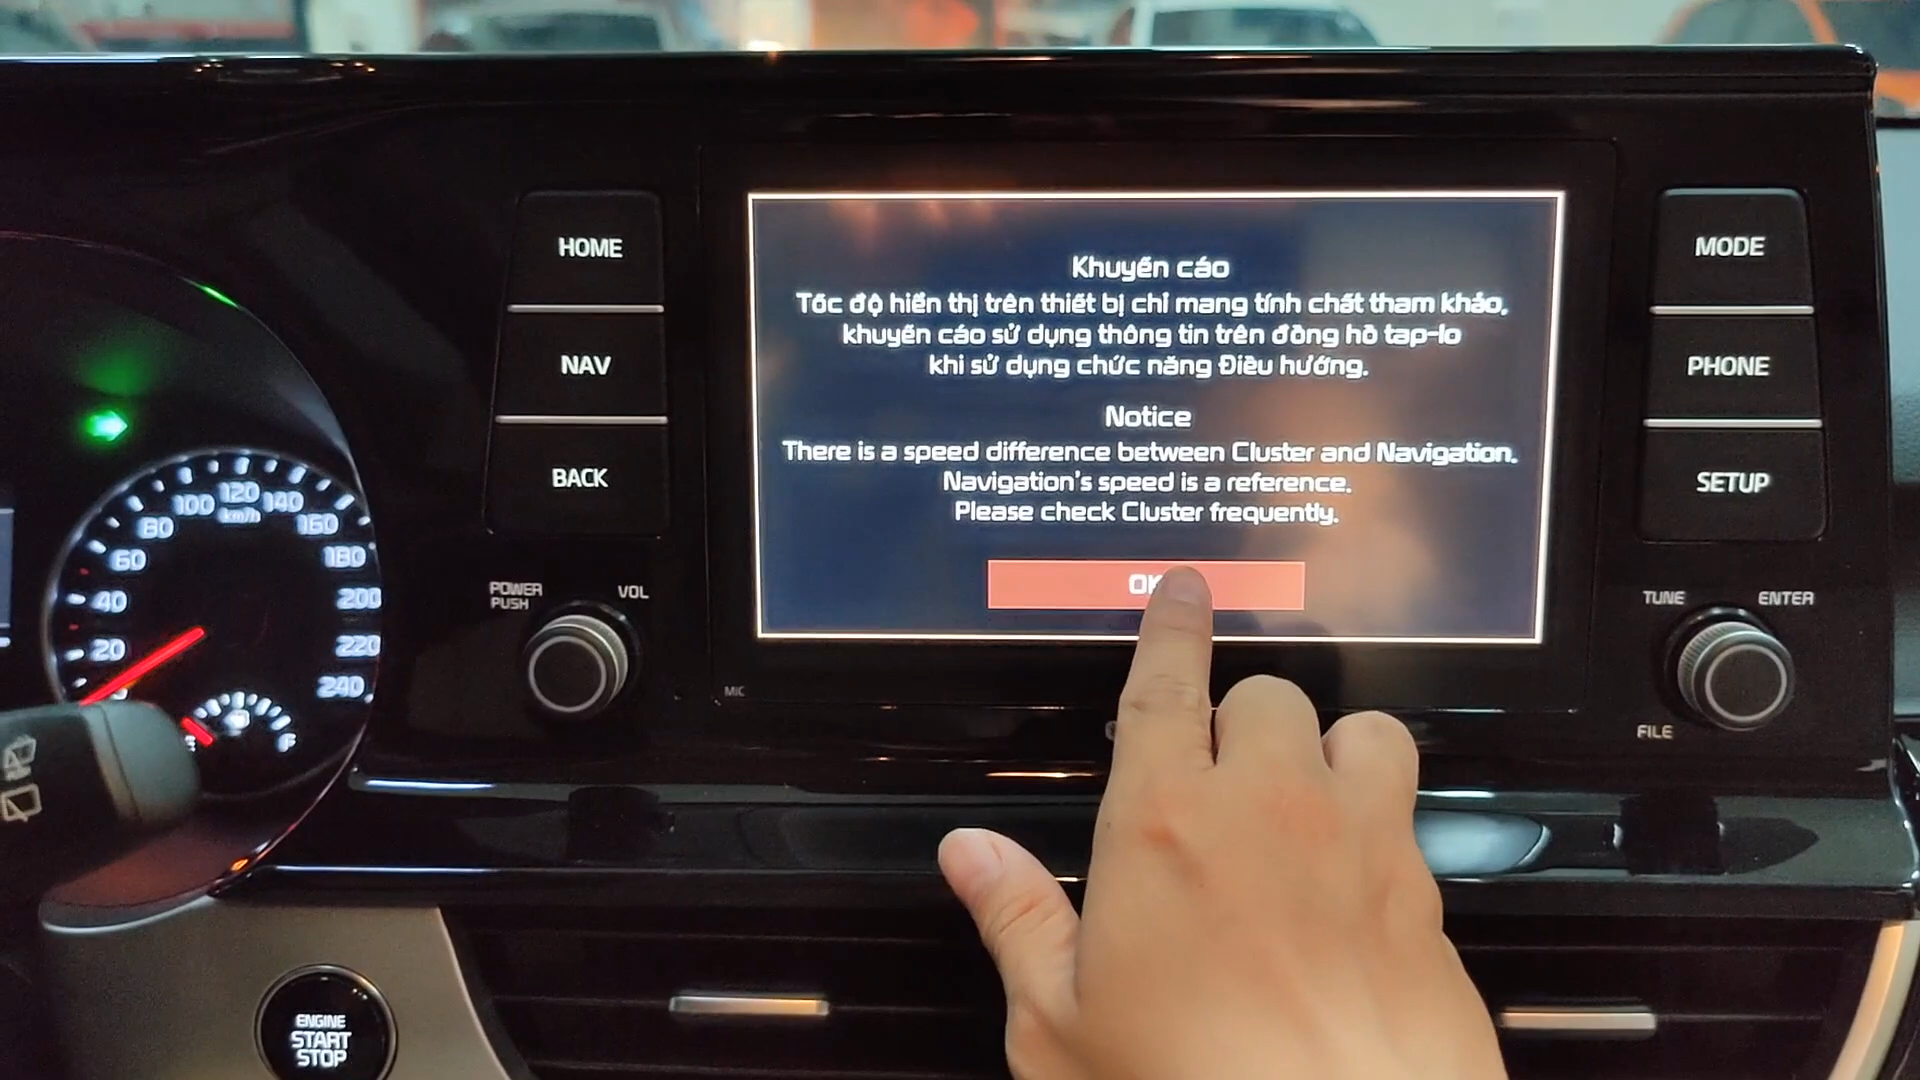 HOME
NAV
BACK
POWER
PUSH
VOL
MIC
Khuyến cáo
Tốc độ hiển thị trên thiết bị chỉ mang tính chất tham khảo,
khuyến cáo sử dụng thông tin trên đồng hồ tap-lo
khi sử dụng chức năng Điều hướng.
Notice
There is a speed difference between Cluster and Navigation.
Navigation's speed is a reference.
Please check Cluster frequently.
OK
MODE
PHONE
SETUP
TUNE
ENTER
FILE
20
40
60
80
100
120
140
160
180
200
220
240
km/h
E
F
ENGINE
START
STOP